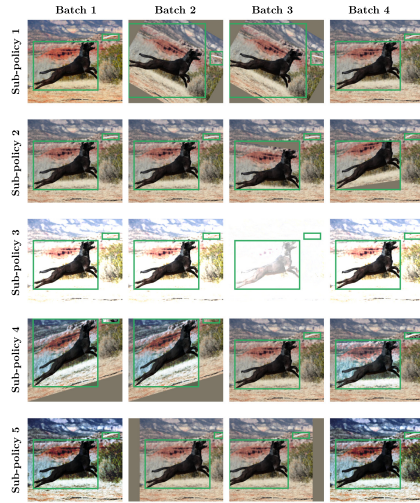 Batch 1 Batch 2 Batch 3 Batch 4
Sub-policy 1
Sub-policy 2
Sub-policy 3
Sub-policy 4
Sub-policy 5